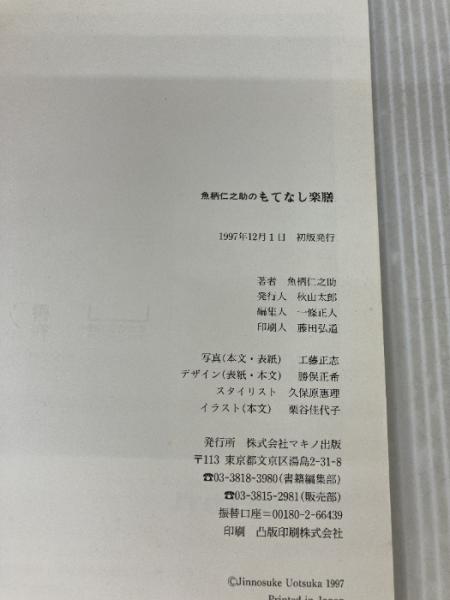 魚柄仁之助のもてなし楽膳
1997年12月1日 初版発行
著者 魚柄仁之助
発行人 秋山太郎
編集人 一條正人
印刷人 藤田弘道
写真(本文・表紙) 工藤正志
デザイン(表紙・本文) 勝俣正希
スタイリスト 久保原惠理
イラスト(本文) 栗谷佳代子
発行所 株式会社マキノ出版
〒113 東京都文京区湯島2-31-8
☎03-3818-3980(書籍編集部)
☎03-3815-2981(販売部)
振替口座=00180-2-66439
印刷 凸版印刷株式会社
©Jinnosuke Uotsuka 1997
Printed in Japan